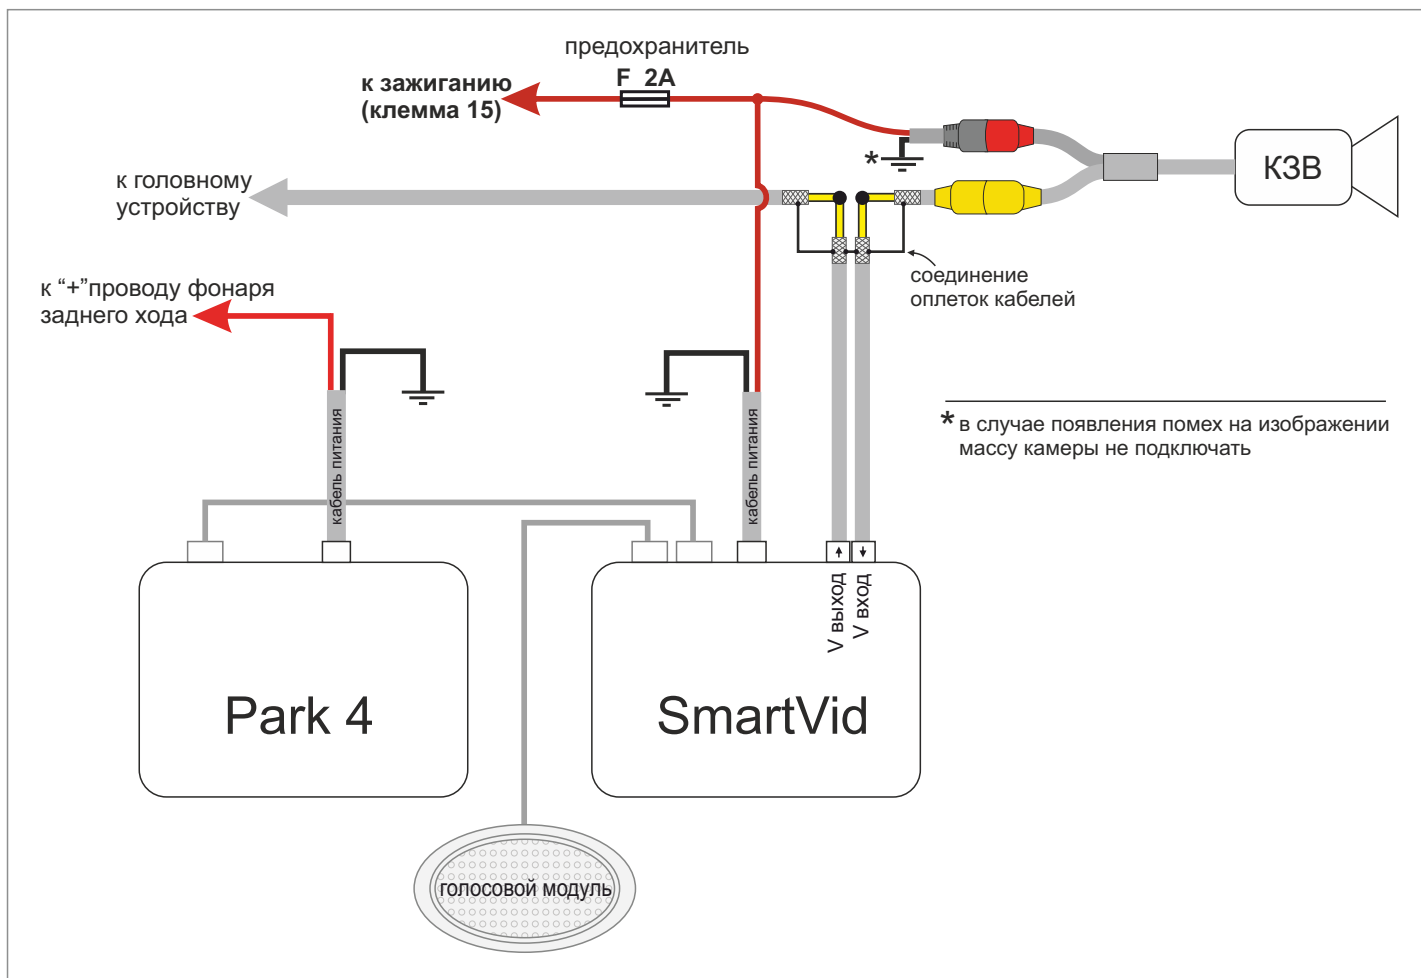 предохранитель
F 2A
к зажиганию
(клемма 15)
*
КЗВ
к головному
устройству
соединение
оплеток кабелей
к “+”проводу фонаря
заднего хода
* в случае появления помех на изображении
массу камеры не подключать
кабель питания
кабель питания
V выход
V вход
Park 4
SmartVid
голосовой модуль